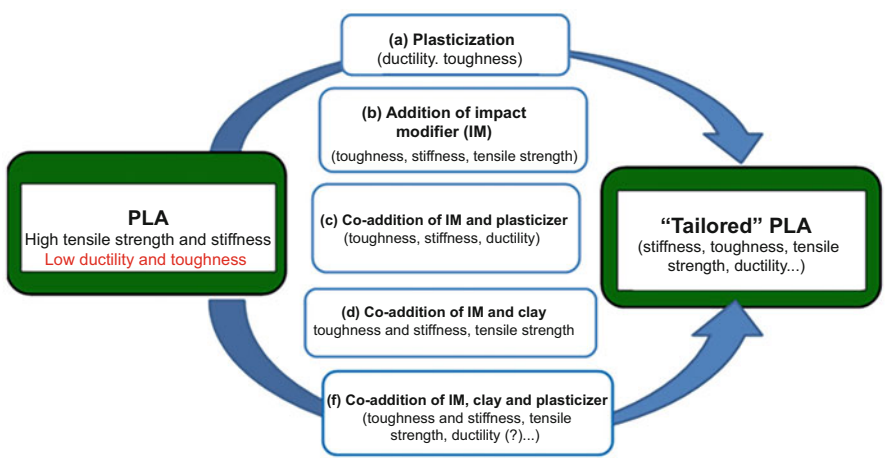 (a) Plasticization
(ductility. toughness)
(b) Addition of impact
modifier (IM)
(toughness, stiffness, tensile strength)
PLA
High tensile strength and stiffness
Low ductility and toughness
(c) Co-addition of IM and plasticizer
(toughness, stiffness, ductility)
“Tailored” PLA
(stiffness, toughness, tensile
strength, ductility...)
(d) Co-addition of IM and clay
toughness and stiffness, tensile strength
(f) Co-addition of IM, clay and plasticizer
(toughness and stiffness, tensile
strength, ductility (?)...)